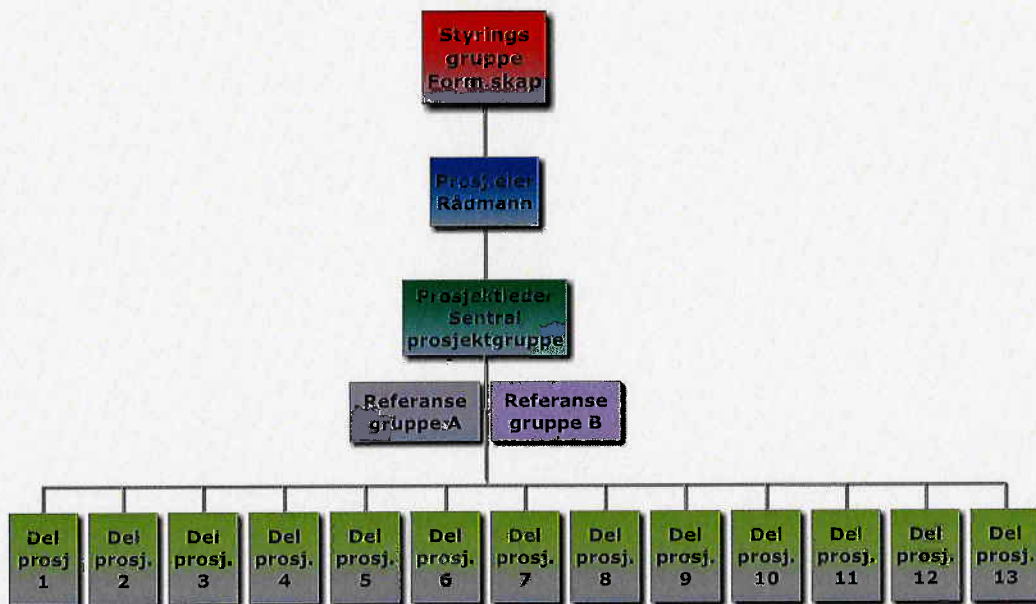 Styrings
gruppe
Form.skap
Prosj.eier
Rådmann
Prosjektleder
Sentral
prosjektgruppe
Referanse
gruppe A
Referanse
gruppe B
Del
prosj
1
Del
prosj.
2
Del
prosj.
3
Del
prosj.
4
Del
prosj.
5
Del
prosj.
6
Del
prosj.
7
Del
prosj.
8
Del
prosj.
9
Del
prosj.
10
Del
prosj.
11
Del
prosj.
12
Del
prosj.
13